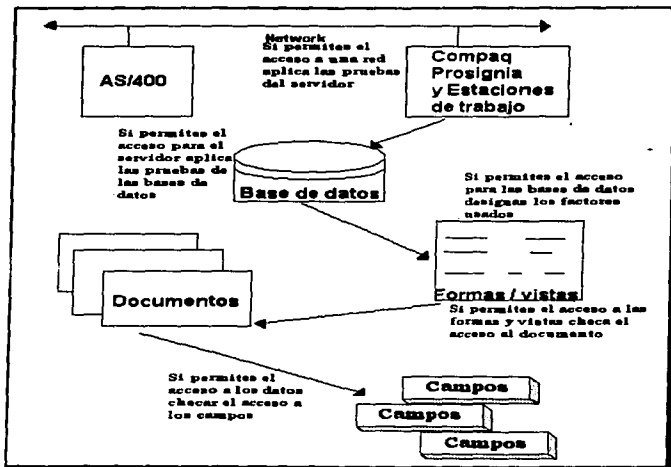 Network
Si permites el
acceso a una red
aplica las pruebas
del servidor
AS/400
Compaq
Prosignia
y Estaciones
de trabajo
Si permites el
acceso para el
servidor aplica
las pruebas de
las bases de
datos
Base de datos
Si permites el acceso
para las bases de datos
designas los factores
usados
Documentos
Formas / vistas
Si permites el acceso a las
formas y vistas checa el
acceso al documento
Si permites el
acceso a los datos
checar el acceso a
los campos
Campos
Campos
Campos